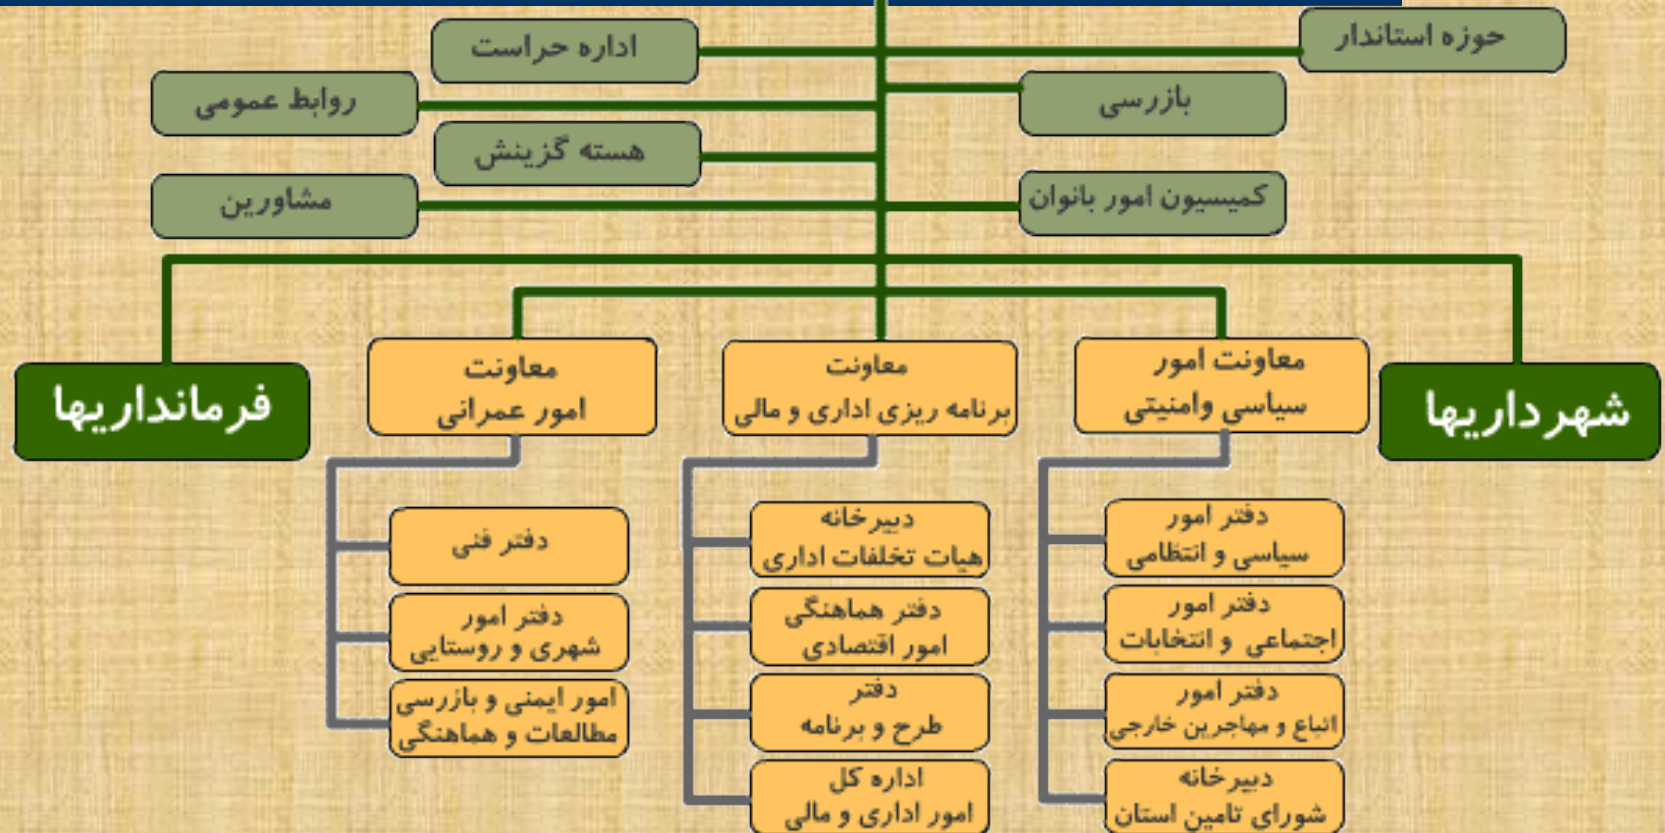 حوزه استاندار
اداره حراست
بازرسی
روابط عمومی
هسته گزینش
کمیسیون امور بانوان
مشاورین
شهرداریها
معاونت امور
سیاسی وامنیتی
معاونت
برنامه ریزی اداری و مالی
معاونت
امور عمرانی
فرمانداریها
دفتر امور
سیاسی و انتظامی
دفتر امور
اجتماعی و انتخابات
دفتر امور
اتباع و مهاجرین خارجی
دبیرخانه
شورای تامین استان
دبیرخانه
هیات تخلفات اداری
دفتر هماهنگی
امور اقتصادی
دفتر
طرح و برنامه
اداره کل
امور اداری و مالی
دفتر فنی
دفتر امور
شهری و روستایی
امور ایمنی و بازرسی
مطالعات و هماهنگی